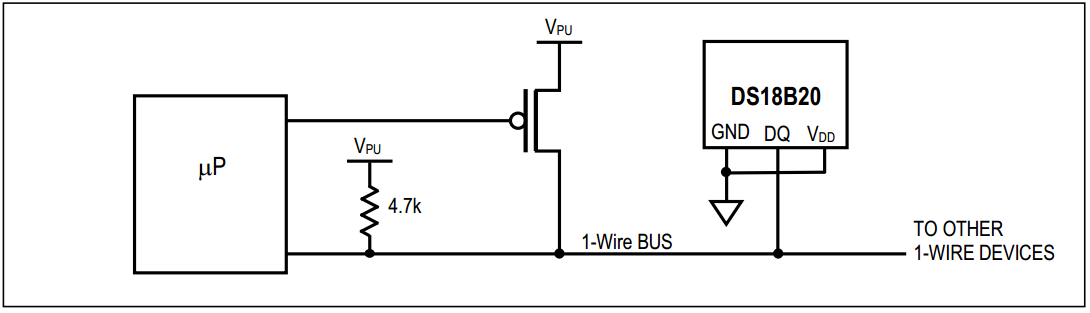 VPU
DS18B20
GND DQ VDD
μP
VPU
4.7k
1-Wire BUS
TO OTHER
1-WIRE DEVICES